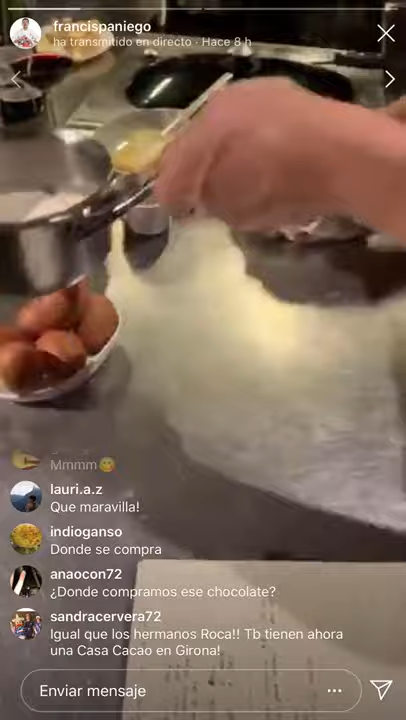 francispaniego
ha transmitido en directo · Hace 8 h
Mmmm😋
lauri.a.z
Que maravilla!
indioganso
Donde se compra
anaocon72
¿Donde compramos ese chocolate?
sandracervera72
Igual que los hermanos Roca!! Tb tienen ahora
una Casa Cacao en Girona!
Enviar mensaje